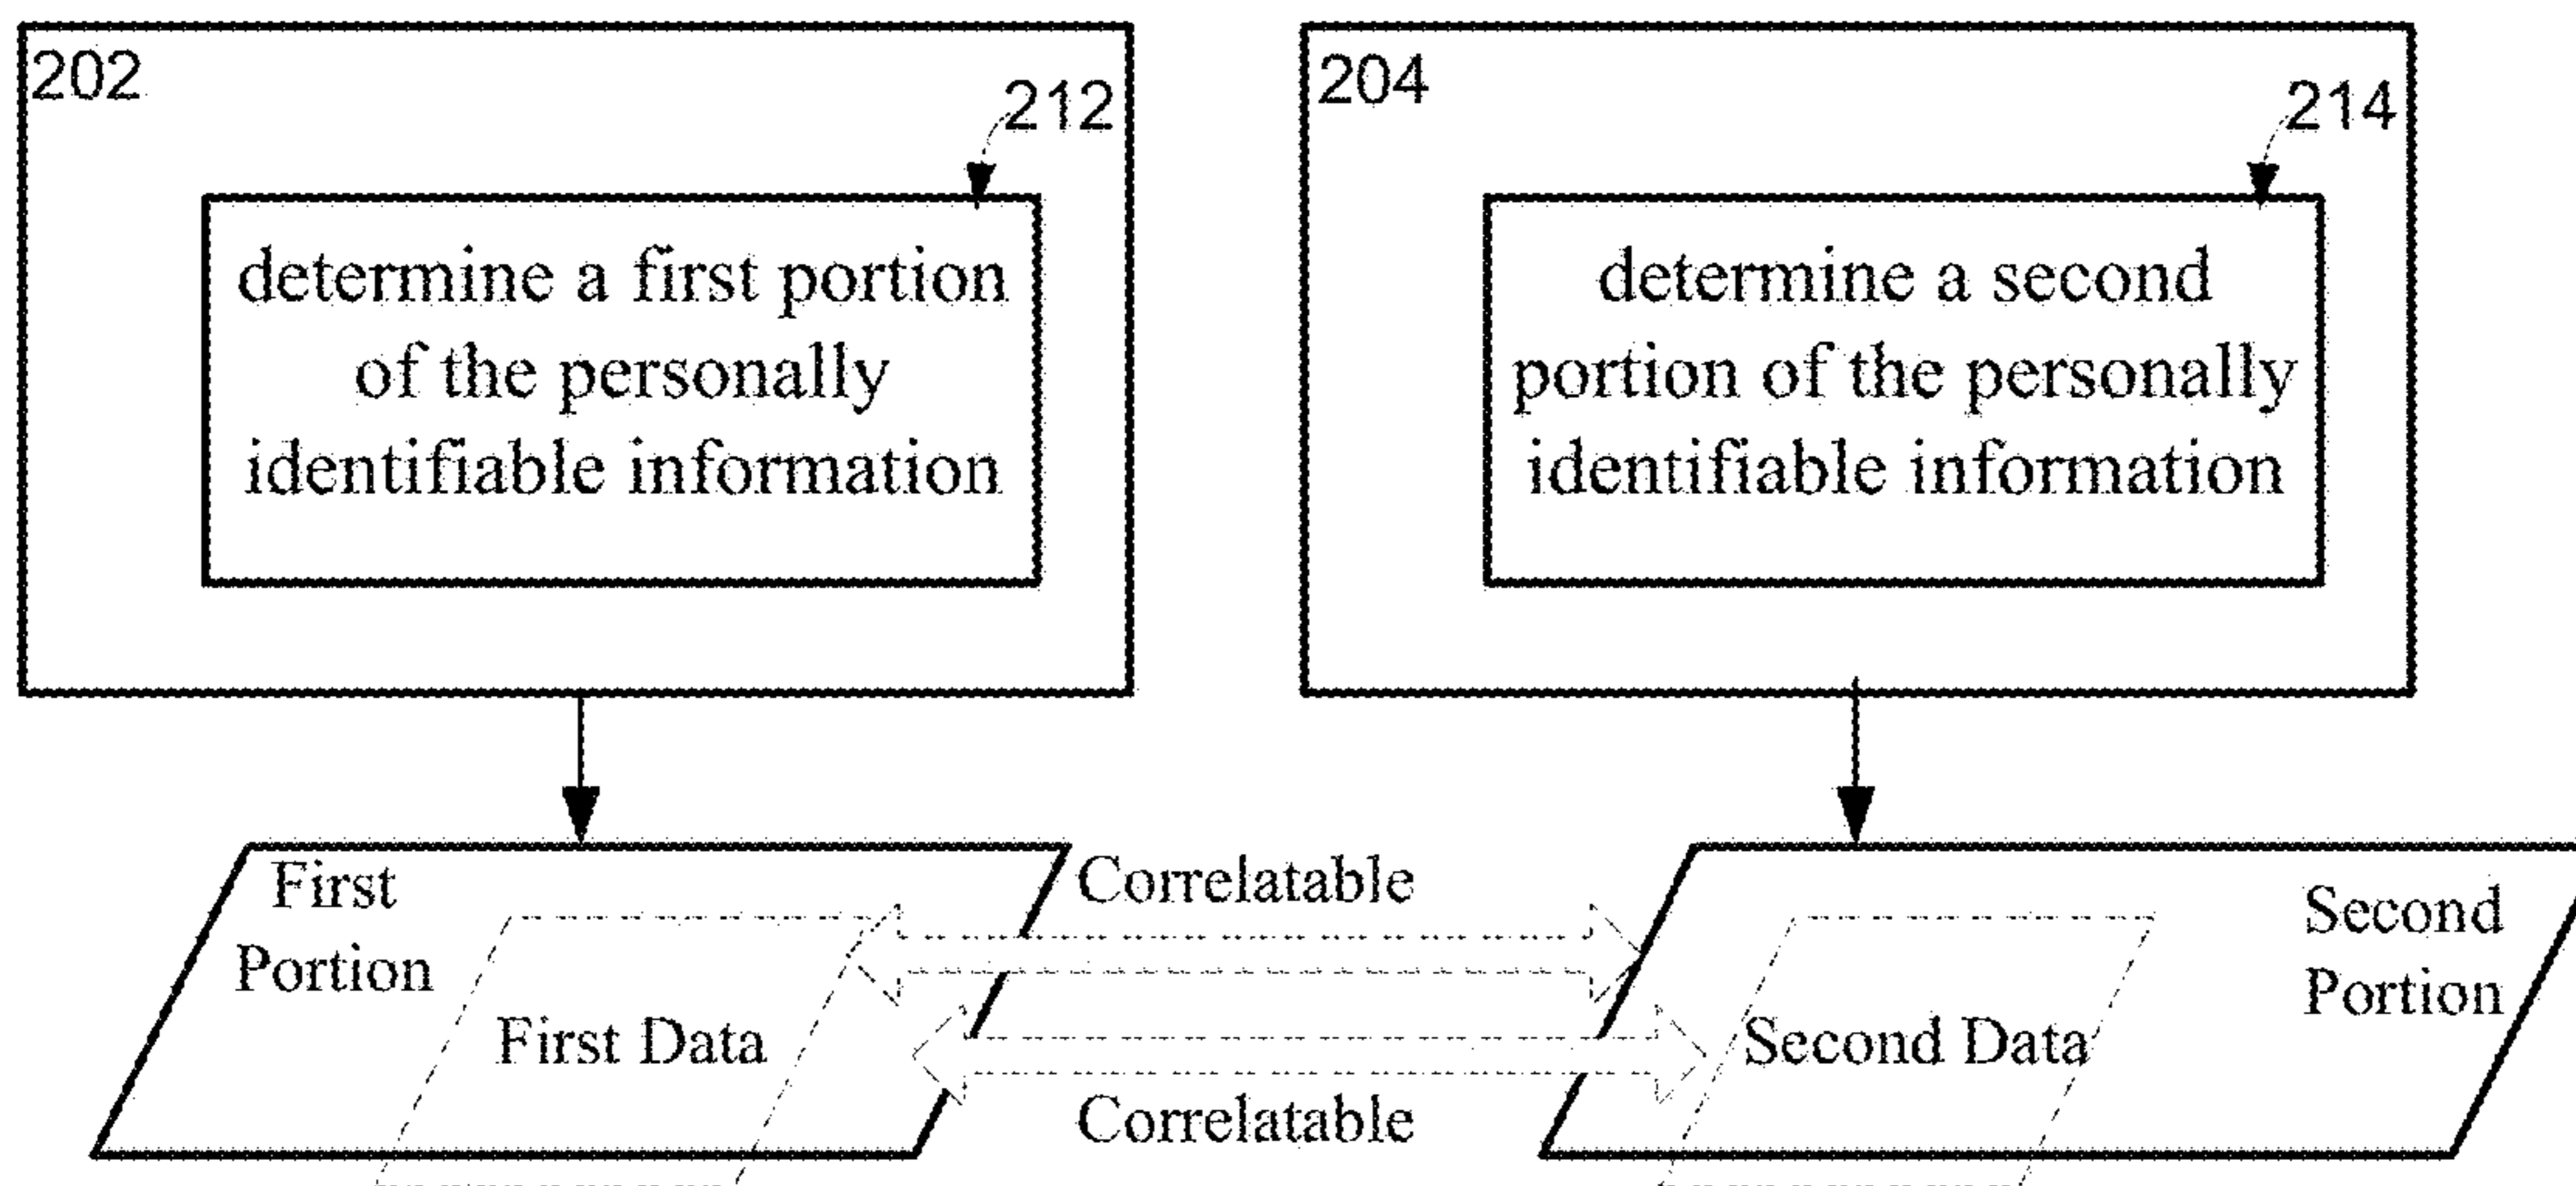 202
212
determine a first portion
of the personally
identifiable information
204
214
determine a second
portion of the personally
identifiable information
First
Portion
First Data
Correlatable
Correlatable
Second Data
Second
Portion